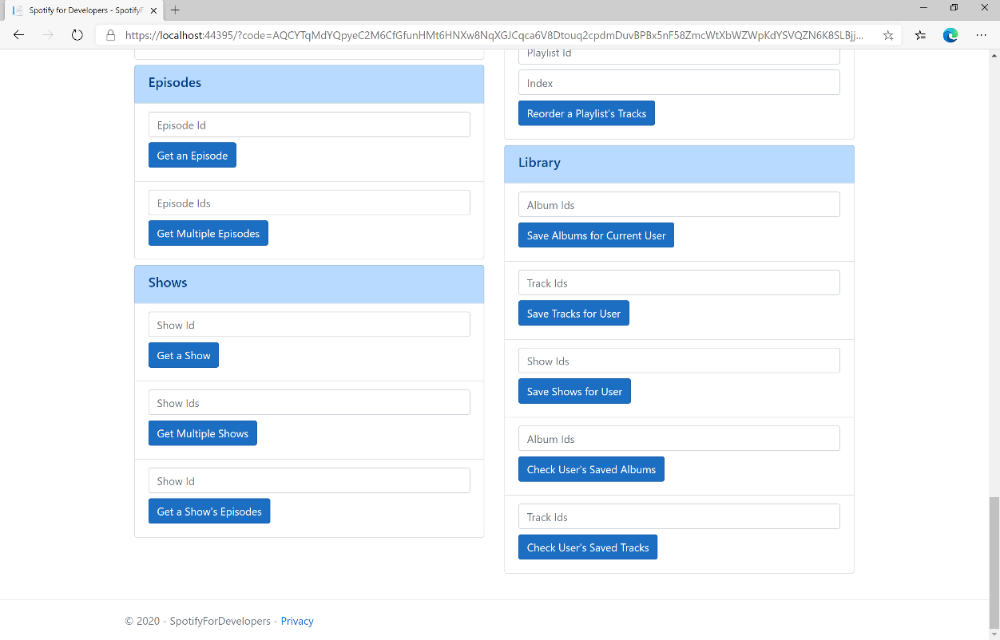 Spotify for Developers - SpotifyF
https://localhost:44395/?code=AQCYTqMdYQpyeC2M6CfGfunHMt6HNXw8NqXGJCqca6V8Dtouq2cpdmDuvBPBx5nF58ZmcWtXbWZWpKdYSVQZN6K8SLBjj...
Episodes
Episode Id
Get an Episode
Episode Ids
Get Multiple Episodes
Shows
Show Id
Get a Show
Show Ids
Get Multiple Shows
Show Id
Get a Show's Episodes
Playlist Id
Index
Reorder a Playlist's Tracks
Library
Album Ids
Save Albums for Current User
Track Ids
Save Tracks for User
Show Ids
Save Shows for User
Album Ids
Check User's Saved Albums
Track Ids
Check User's Saved Tracks
© 2020 - SpotifyForDevelopers - Privacy